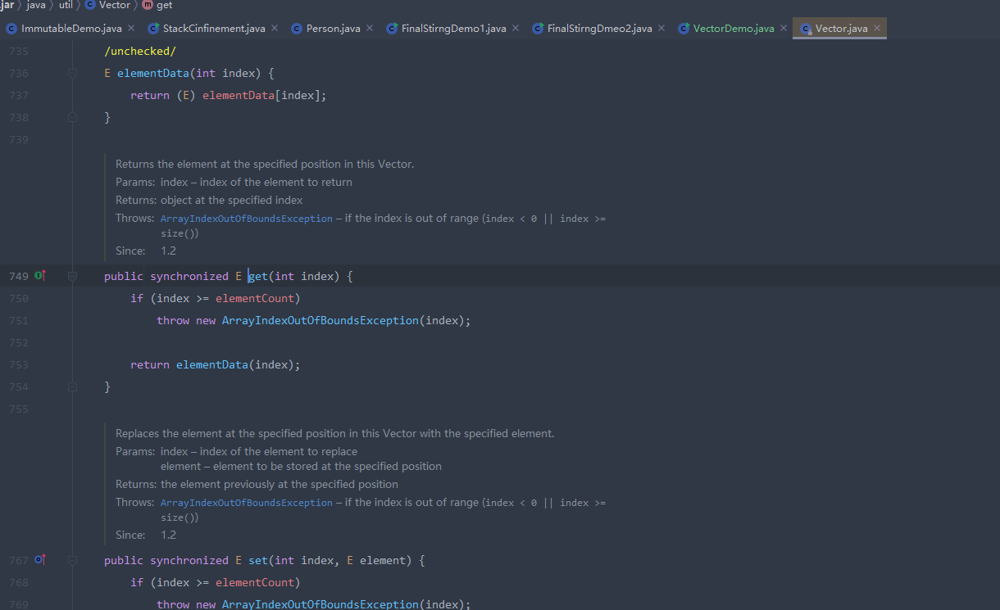 .jar java util Vector get
ImmutableDemo.java StackCinfinement.java Person.java FinalStirngDemo1.java FinalStirngDmeo2.java VectorDemo.java Vector.java
735 /unchecked/
736 E elementData(int index) {
737 return (E) elementData[index];
738 }
739
Returns the element at the specified position in this Vector.
Params: index – index of the element to return
Returns: object at the specified index
Throws: ArrayIndexOutOfBoundsException – if the index is out of range (index < 0 || index >=
size())
Since: 1.2
749 public synchronized E get(int index) {
750 if (index >= elementCount)
751 throw new ArrayIndexOutOfBoundsException(index);
752
753 return elementData(index);
754 }
755
Replaces the element at the specified position in this Vector with the specified element.
Params: index – index of the element to replace
element – element to be stored at the specified position
Returns: the element previously at the specified position
Throws: ArrayIndexOutOfBoundsException – if the index is out of range (index < 0 || index >=
size())
Since: 1.2
767 public synchronized E set(int index, E element) {
768 if (index >= elementCount)
769 throw new ArrayIndexOutOfBoundsException(index);